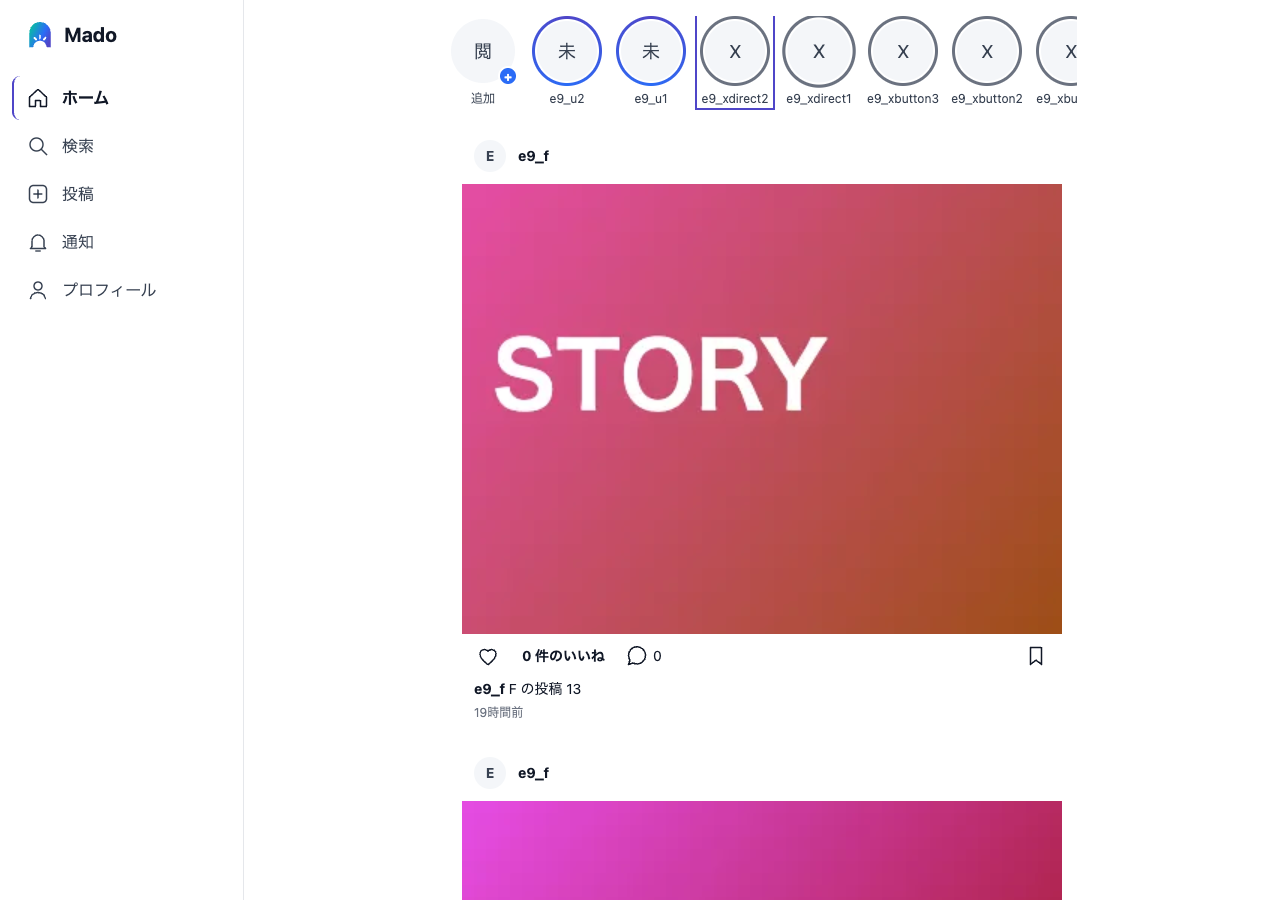 Mado
ホーム
検索
投稿
通知
プロフィール
閲 未 未 X X X X X
追加 e9_u2 e9_u1 e9_xdirect2 e9_xdirect1 e9_xbutton3 e9_xbutton2 e9_xbu
E e9_f
STORY
0 件のいいね 0
e9_f F の投稿 13
19時間前
E e9_f